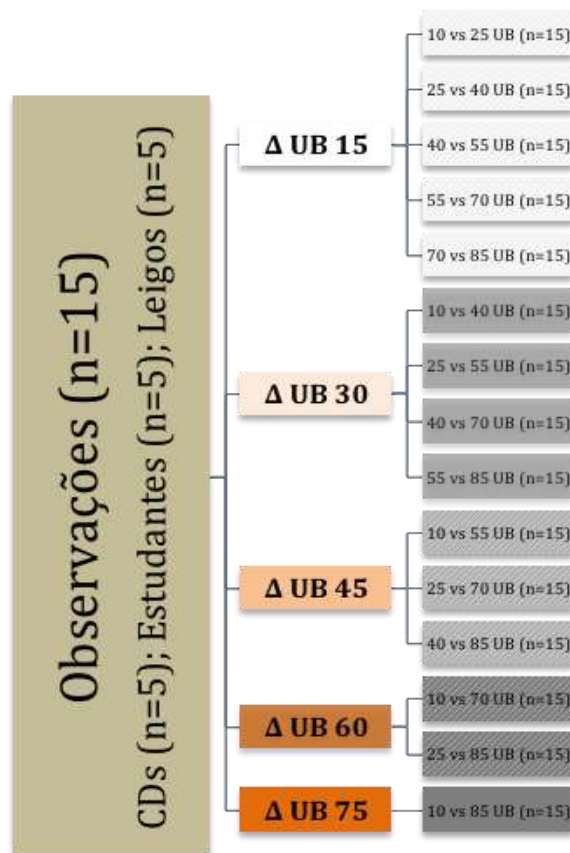 Observações (n=15)
CDs (n=5); Estudantes (n=5); Leigos (n=5)
Δ UB 15
10 vs 25 UB (n=15)
25 vs 40 UB (n=15)
40 vs 55 UB (n=15)
55 vs 70 UB (n=15)
70 vs 85 UB (n=15)
Δ UB 30
10 vs 40 UB (n=15)
25 vs 55 UB (n=15)
40 vs 70 UB (n=15)
55 vs 85 UB (n=15)
Δ UB 45
10 vs 55 UB (n=15)
25 vs 70 UB (n=15)
40 vs 85 UB (n=15)
Δ UB 60
10 vs 70 UB (n=15)
25 vs 85 UB (n=15)
Δ UB 75
10 vs 85 UB (n=15)